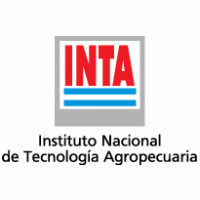 INTA
Instituto Nacional
de Tecnología Agropecuaria